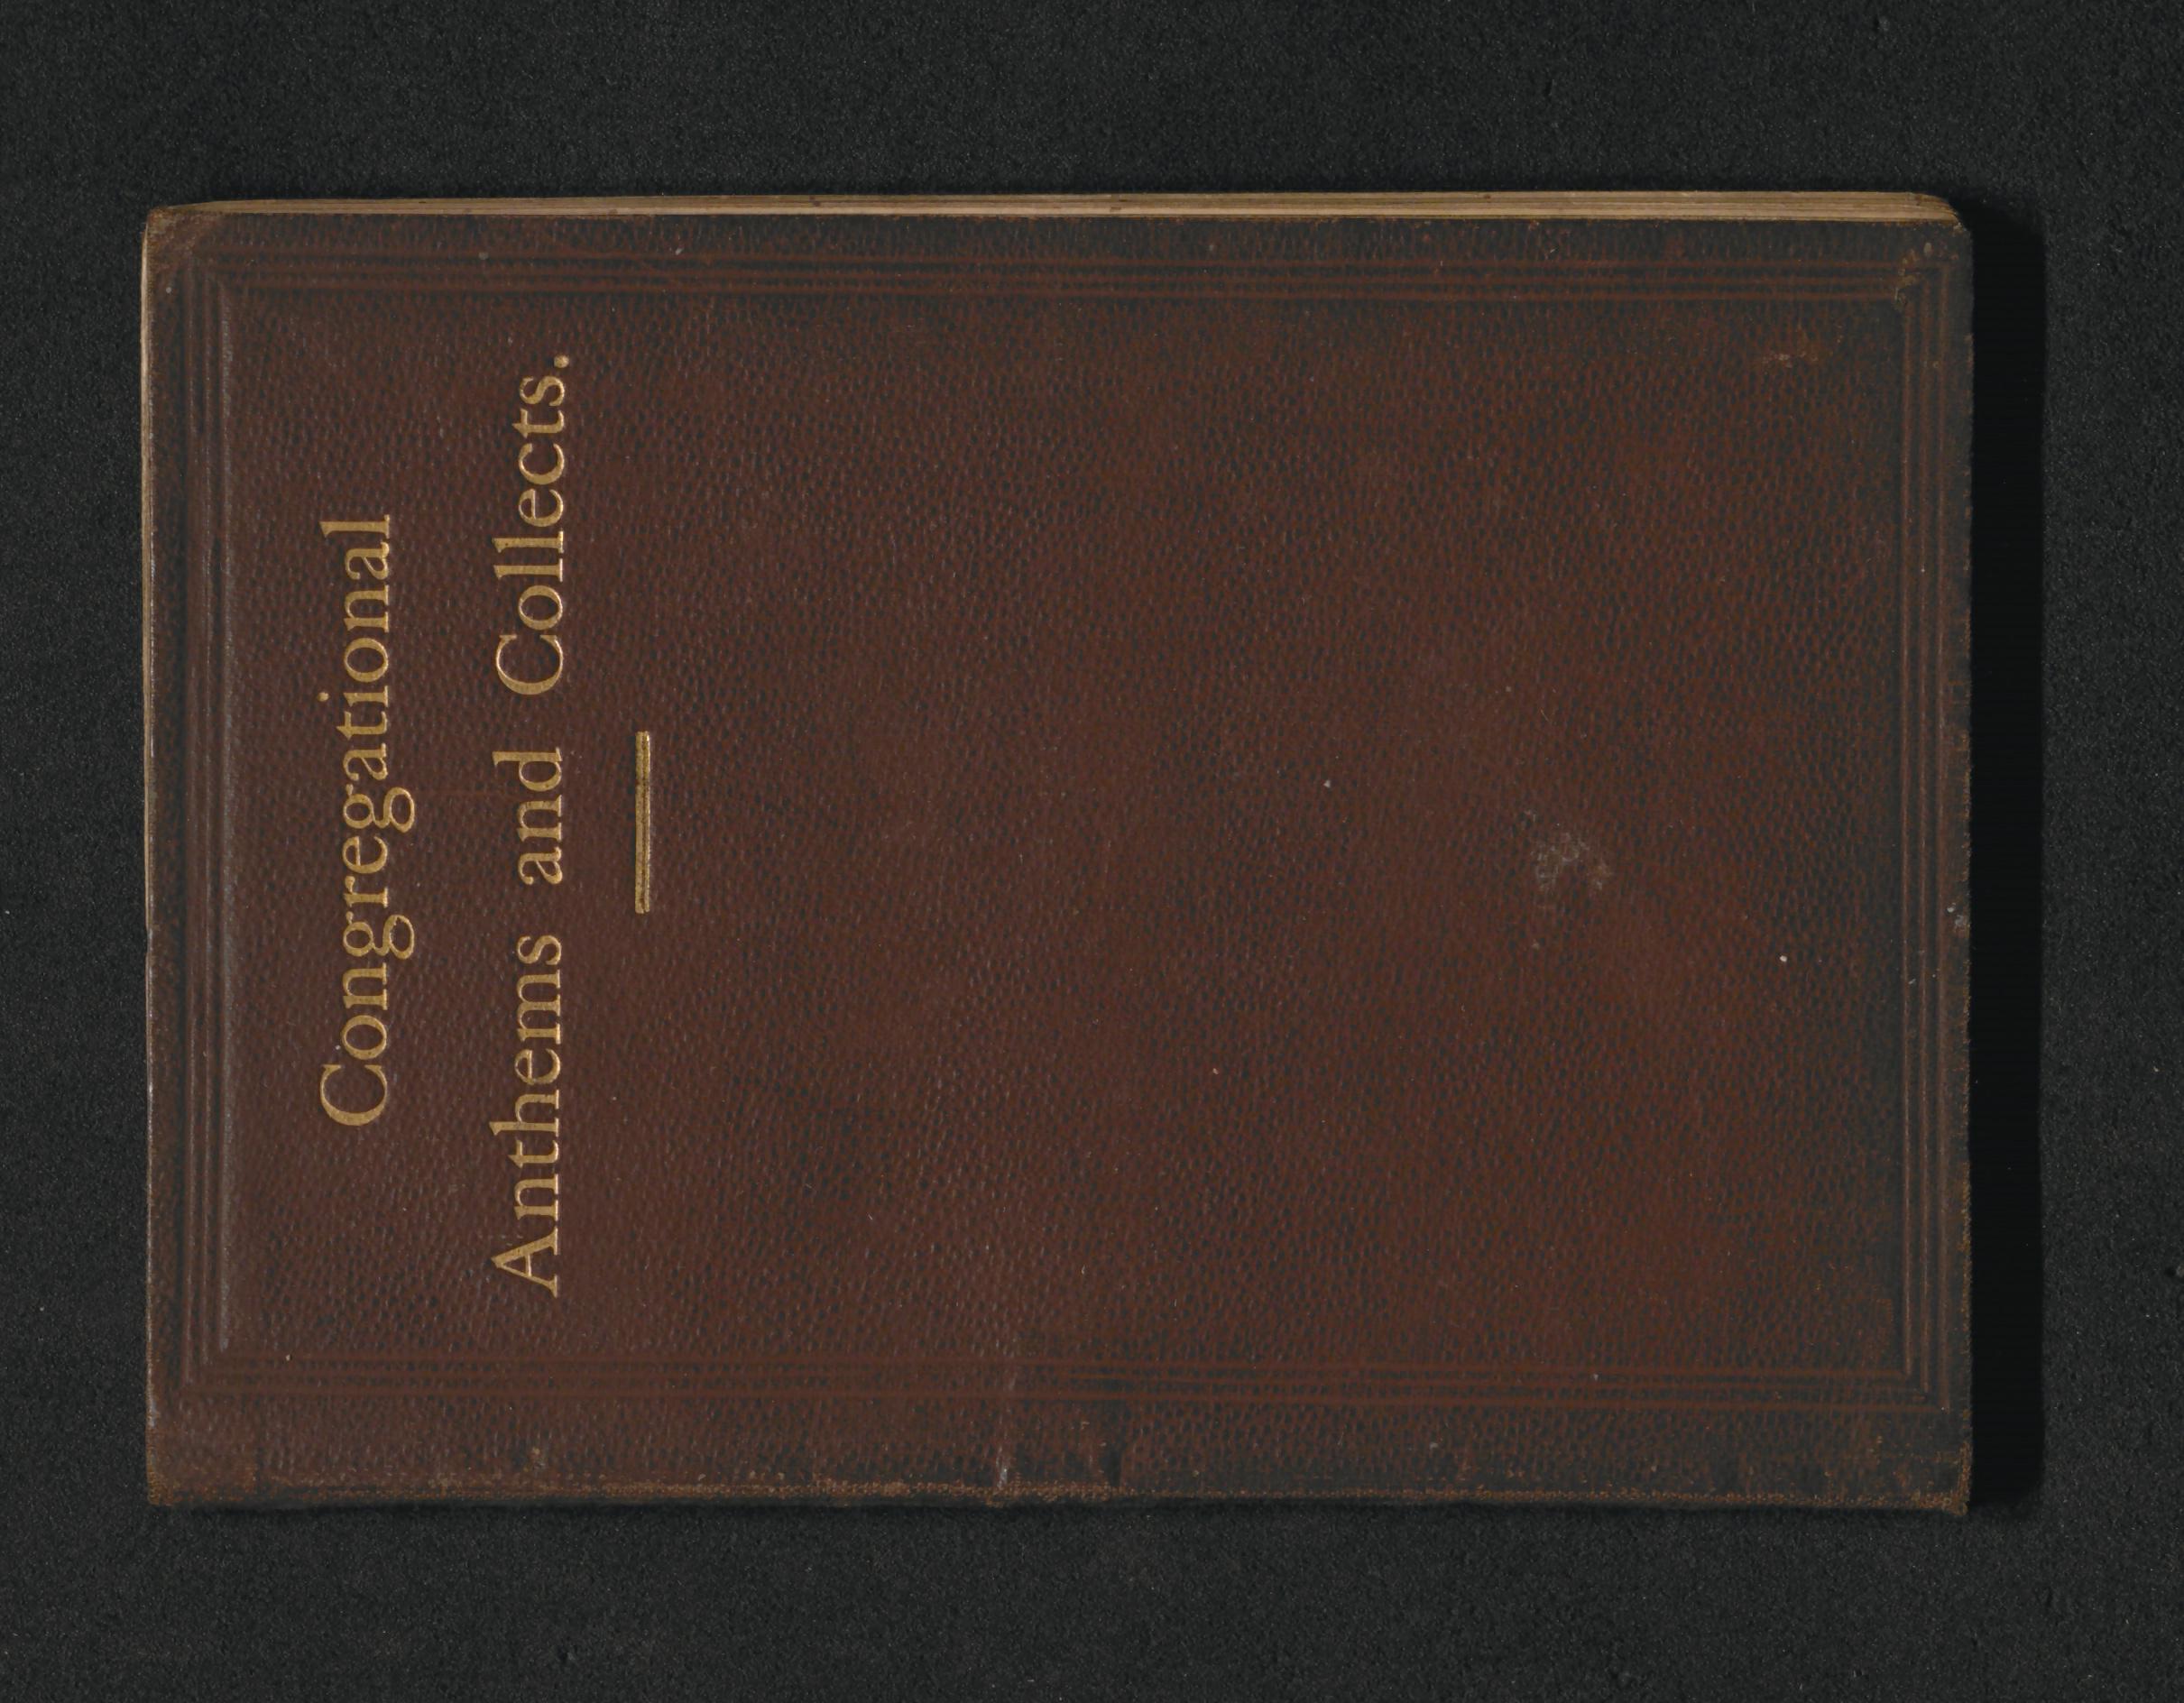 Congregational
Anthems and Collects.